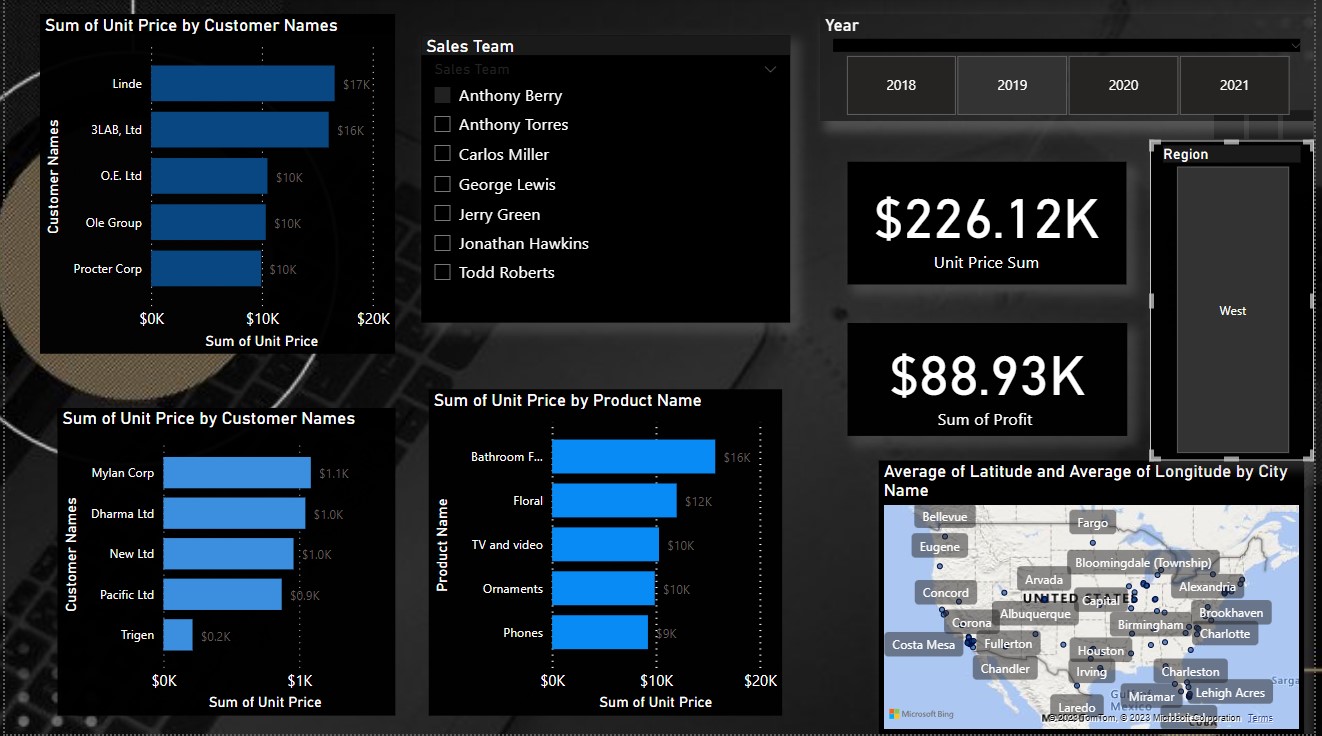 Sum of Unit Price by Customer Names
Customer Names
Linde
$17K
3LAB, Ltd
$16K
O.E. Ltd
$10K
Ole Group
$10K
Procter Corp
$10K
$0K
$10K
$20K
Sum of Unit Price
Sales Team
Sales Team
Anthony Berry
Anthony Torres
Carlos Miller
George Lewis
Jerry Green
Jonathan Hawkins
Todd Roberts
Year
2018
2019
2020
2021
$226.12K
Unit Price Sum
$88.93K
Sum of Profit
Region
West
Sum of Unit Price by Customer Names
Customer Names
Mylan Corp
$1.1K
Dharma Ltd
$1.0K
New Ltd
$1.0K
Pacific Ltd
$0.9K
Trigen
$0.2K
$0K
$1K
Sum of Unit Price
Sum of Unit Price by Product Name
Product Name
Bathroom F...
$16K
Floral
$12K
TV and video
$10K
Ornaments
$10K
Phones
$9K
$0K
$10K
$20K
Sum of Unit Price
Average of Latitude and Average of Longitude by City
Name
Bellevue
Fargo
Eugene
Bloomingdale (Township)
Arvada
Alexandria
Concord
UNITED STATES
Capital
Albuquerque
Brookhaven
Corona
Birmingham
Charlotte
Costa Mesa
Fullerton
Houston
Chandler
Irving
Charleston
Miramar
Lehigh Acres
Laredo
Mexico
Sarga
Microsoft Bing
© 2023 TomTom, © 2023 Microsoft Corporation
Terms
CUBA